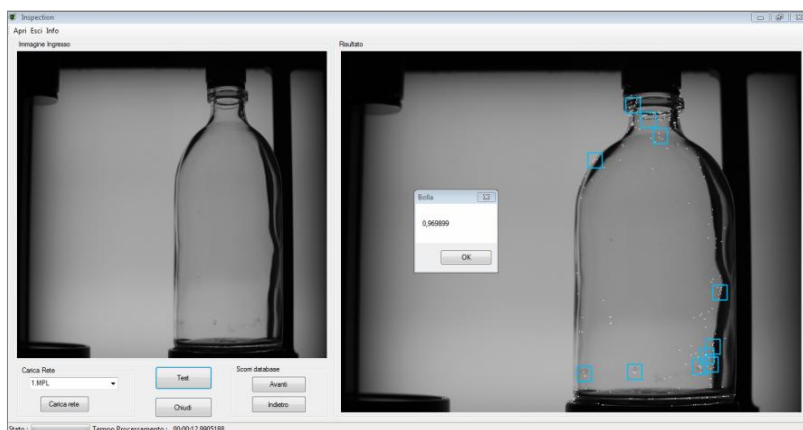 Inspection
Apri Esci Info
Immagine Ingresso
Risultato
Bolla
0,969899
OK
Carica Rete
1.MPL
Carica rete
Test
Chiudi
Scorri database
Avanti
Indietro
Stato :
Tempo Processamento : 00:00:12.9905188